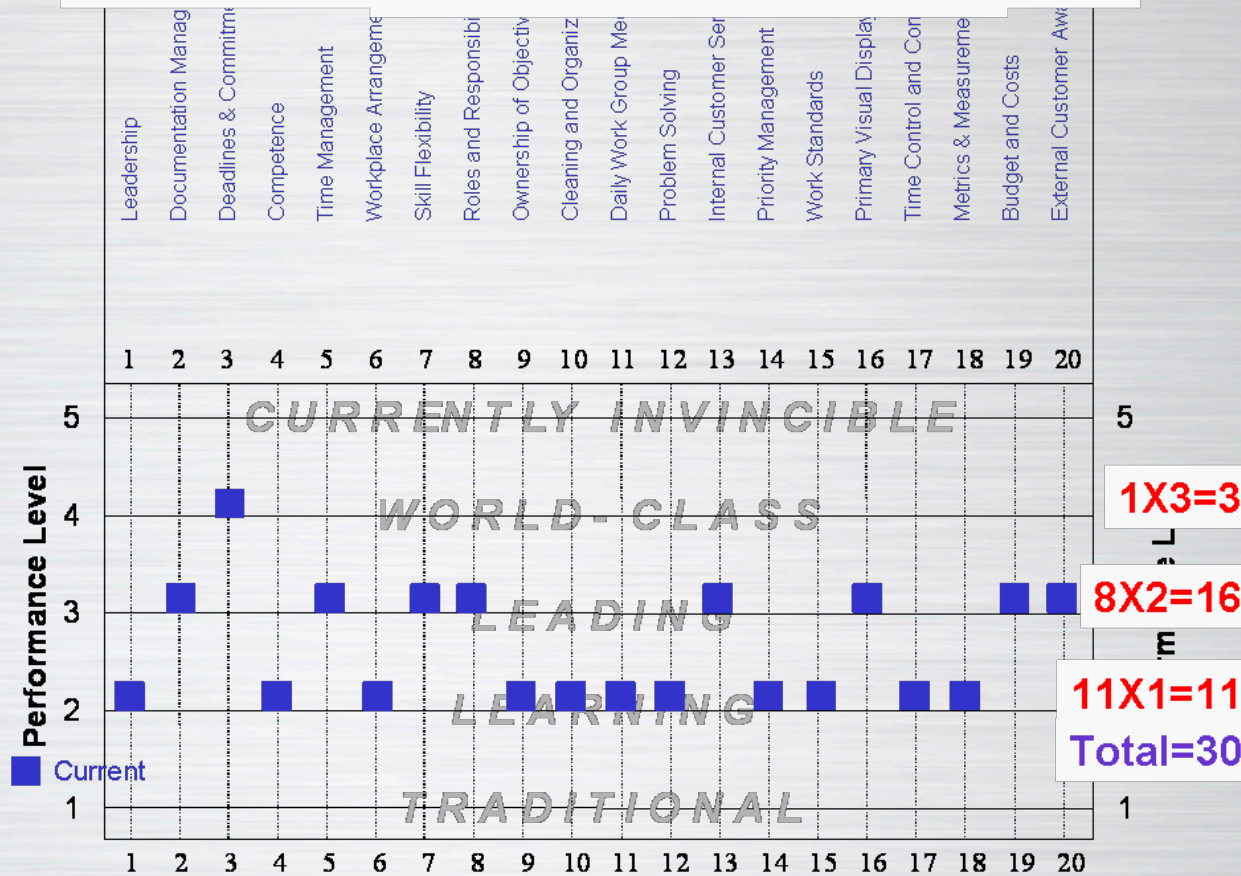 Leadership
Documentation Manag
Deadlines & Commitme
Competence
Time Management
Workplace Arrangeme
Skill Flexibility
Roles and Responsibi
Ownership of Objectiv
Cleaning and Organiz
Daily Work Group Mee
Problem Solving
Internal Customer Ser
Priority Management
Work Standards
Primary Visual Display
Time Control and Con
Metrics & Measureme
Budget and Costs
External Customer Awa
1 2 3 4 5 6 7 8 9 10 11 12 13 14 15 16 17 18 19 20
5 CURRENTLY INVINCIBLE 5
4 WORLD- CLASS 1X3=3
3 LEADING 8X2=16
2 LEARNING 11X1=11
Total=30
1 TRADITIONAL 1
Performance Level
Current
1 2 3 4 5 6 7 8 9 10 11 12 13 14 15 16 17 18 19 20